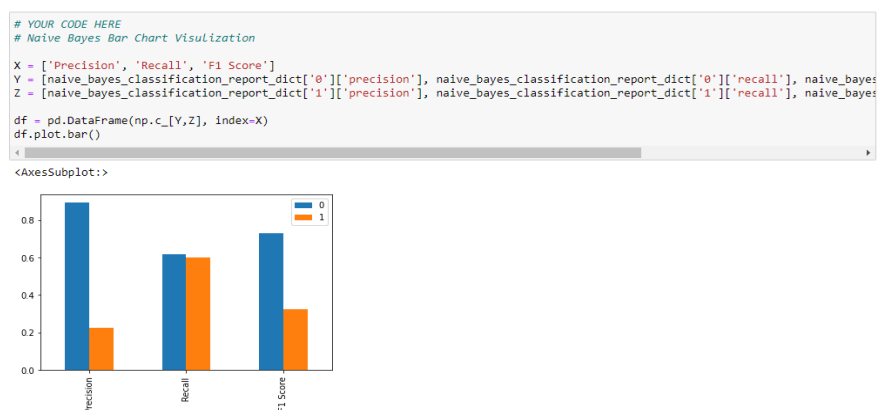 # YOUR CODE HERE
# Naive Bayes Bar Chart Visulization
X = ['Precision', 'Recall', 'F1 Score']
Y = [naive_bayes_classification_report_dict['0']['precision'], naive_bayes_classification_report_dict['0']['recall'], naive_bayes
Z = [naive_bayes_classification_report_dict['1']['precision'], naive_bayes_classification_report_dict['1']['recall'], naive_bayes
df = pd.DataFrame(np.c_[Y,Z], index=X)
df.plot.bar()
<AxesSubplot:>
0
1
0.8
0.6
0.4
0.2
0.0
Precision
Recall
F1 Score